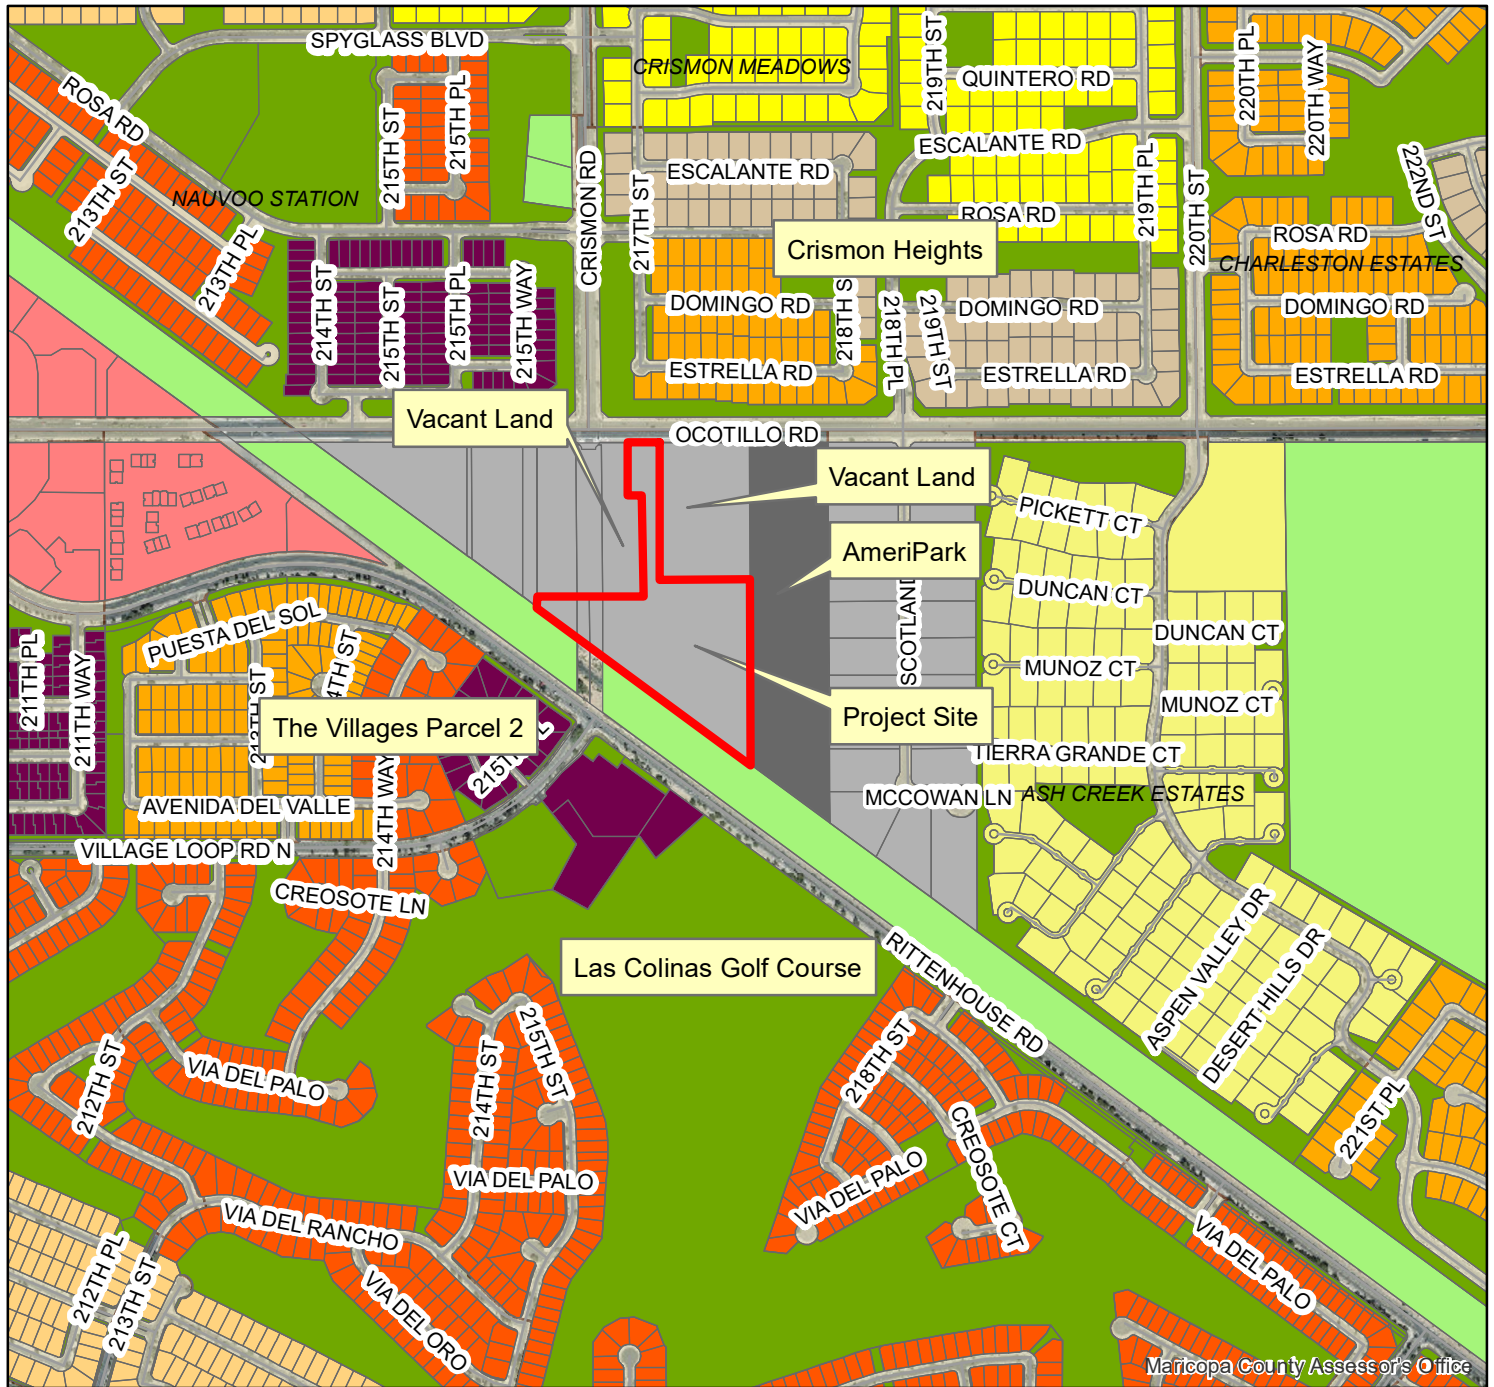 SPYGLASS BLVD
CRISMON MEADOWS
219TH ST
QUINTERO RD
220TH PL
220TH WAY
ROSA RD
215TH ST
215TH PL
CRISMON RD
ESCALANTE RD
ESCALANTE RD
219TH PL
220TH ST
222ND ST
213TH ST
NAUVOO STATION
217TH ST
ROSA RD
ROSA RD
213TH PL
Crismon Heights
CHARLESTON ESTATES
214TH ST
215TH ST
215TH PL
215TH WAY
DOMINGO RD
218TH S
218TH PL
219TH ST
DOMINGO RD
DOMINGO RD
ESTRELLA RD
ESTRELLA RD
ESTRELLA RD
Vacant Land
OCOTILLO RD
Vacant Land
PICKETT CT
AmeriPark
SCOTLAND
DUNCAN CT
DUNCAN CT
PUESTA DEL SOL
211TH PL
211TH WAY
213TH ST
4TH ST
MUNOZ CT
MUNOZ CT
The Villages Parcel 2
Project Site
215T
L
TIERRA GRANDE CT
AVENIDA DEL VALLE
214TH WAY
MCCOWAN LN
ASH CREEK ESTATES
VILLAGE LOOP RD N
CREOSOTE LN
Las Colinas Golf Course
RITTENHOUSE RD
ASPEN VALLEY DR
DESERT HILLS DR
212TH ST
VIA DEL PALO
214TH ST
215TH ST
218TH ST
221ST PL
VIA DEL PALO
VIA DEL PALO
CREOSOTE CT
VIA DEL RANCHO
VIA DEL PALO
212TH PL
213TH ST
VIA DEL ORO
Maricopa County Assessor's Office